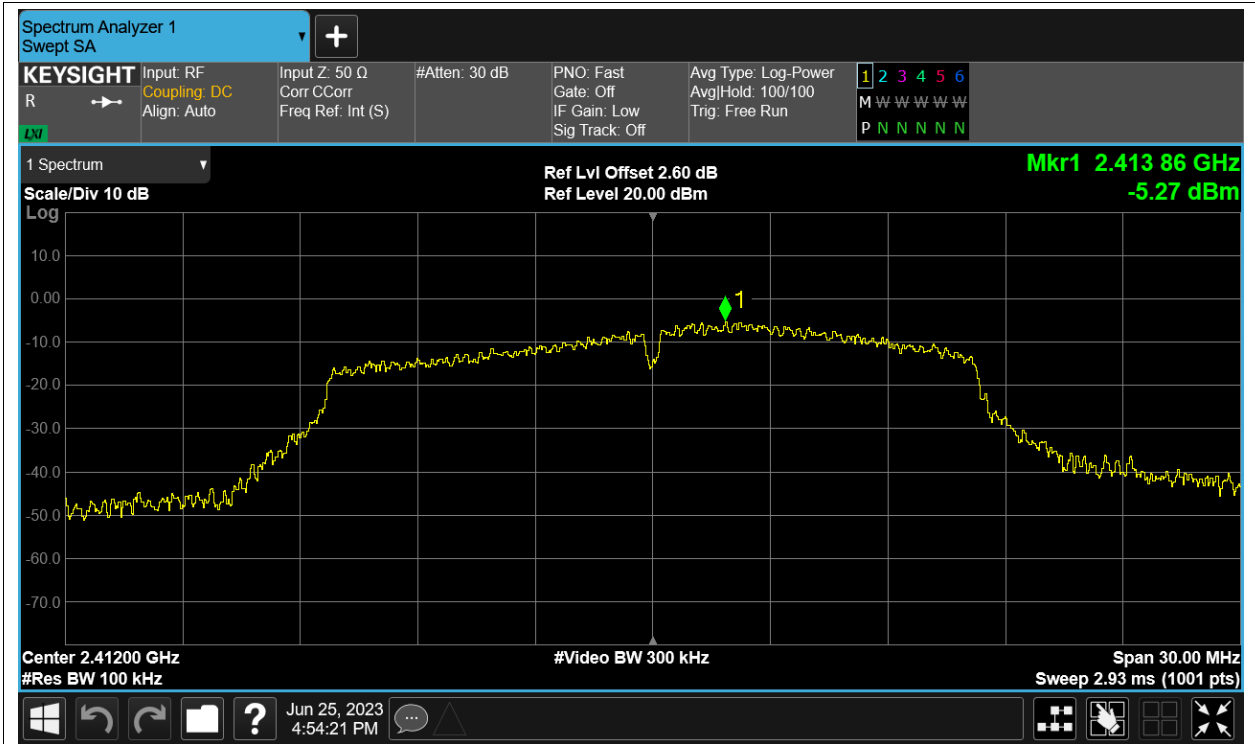 Spectrum Analyzer 1
Swept SA
KEYSIGHT
R
LXI
Input: RF
Coupling: DC
Align: Auto
Input Z: 50 Ω
Corr CCorr
Freq Ref: Int (S)
#Atten: 30 dB
PNO: Fast
Gate: Off
IF Gain: Low
Sig Track: Off
Avg Type: Log-Power
Avg|Hold: 100/100
Trig: Free Run
1 2 3 4 5 6
M W W W W W
P N N N N N
1 Spectrum
Scale/Div 10 dB
Log
Ref Lvl Offset 2.60 dB
Ref Level 20.00 dBm
Mkr1 2.413 86 GHz
-5.27 dBm
10.0
0.00
1
-10.0
-20.0
-30.0
-40.0
-50.0
-60.0
-70.0
Center 2.41200 GHz
#Res BW 100 kHz
#Video BW 300 kHz
Span 30.00 MHz
Sweep 2.93 ms (1001 pts)
?
Jun 25, 2023
4:54:21 PM